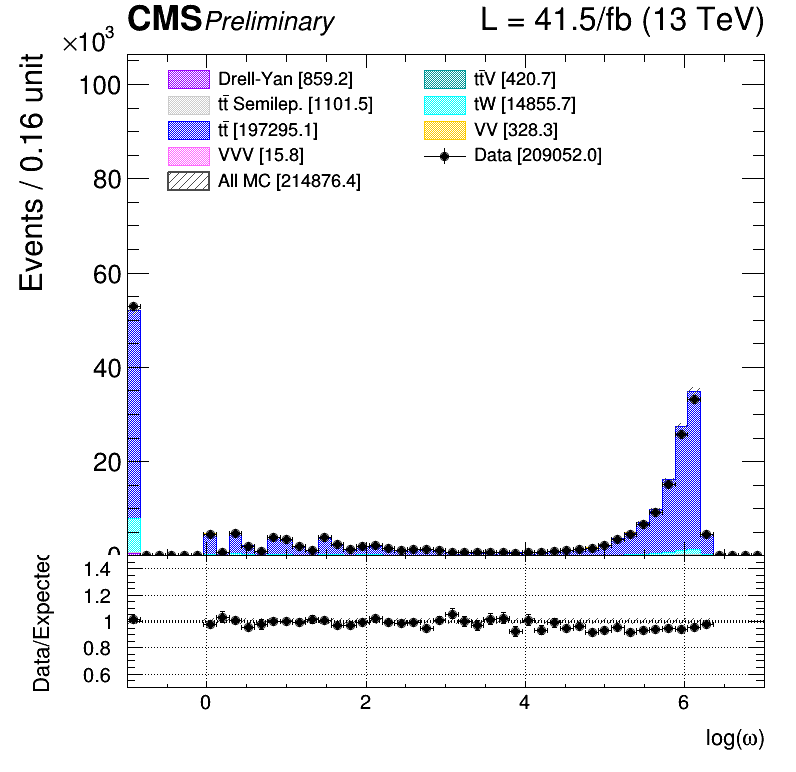 CMS Preliminary L = 41.5/fb (13 TeV)
×10³
Events / 0.16 unit
100
80
60
40
20
0
Drell-Yan [859.2]
tt̄ Semilep. [1101.5]
tt̄ [197295.1]
VVV [15.8]
All MC [214876.4]
tt̄V [420.7]
tW [14855.7]
VV [328.3]
Data [209052.0]
Data/Expected
1.4
1.2
1
0.8
0.6
0 2 4 6
log(ω)